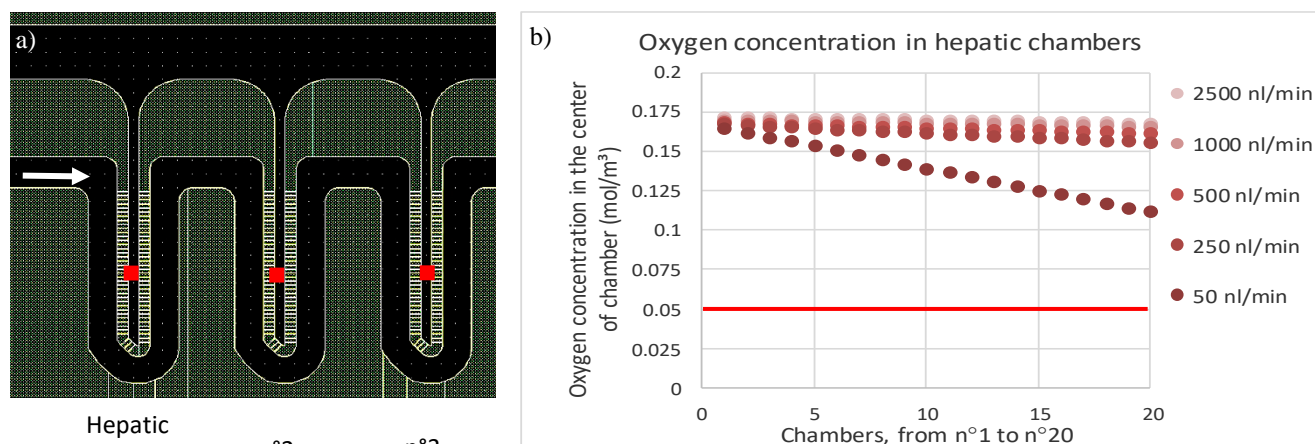 a)
Hepatic
b)
Oxygen concentration in hepatic chambers
Oxygen concentration in the center
of chamber (mol/m³)
0.2
0.175
0.15
0.125
0.1
0.075
0.05
0.025
0
0 5 10 15 20
Chambers, from n°1 to n°20
2500 nl/min
1000 nl/min
500 nl/min
250 nl/min
50 nl/min